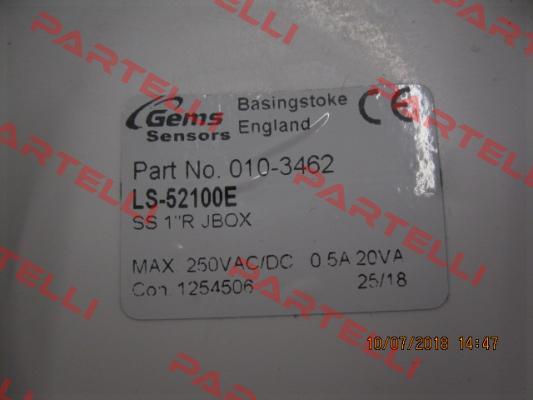 PARTELLI
PARTELLI
PARTELLI
Gems
Sensors
Basingstoke
England
CE
Part No. 010-3462
LS-52100E
SS 1"R JBOX
MAX. 250VAC/DC 0.5A 20VA
Con. 1254506 25/18
10/07/2018 14:47
PARTELLI
PARTELLI
PARTELLI